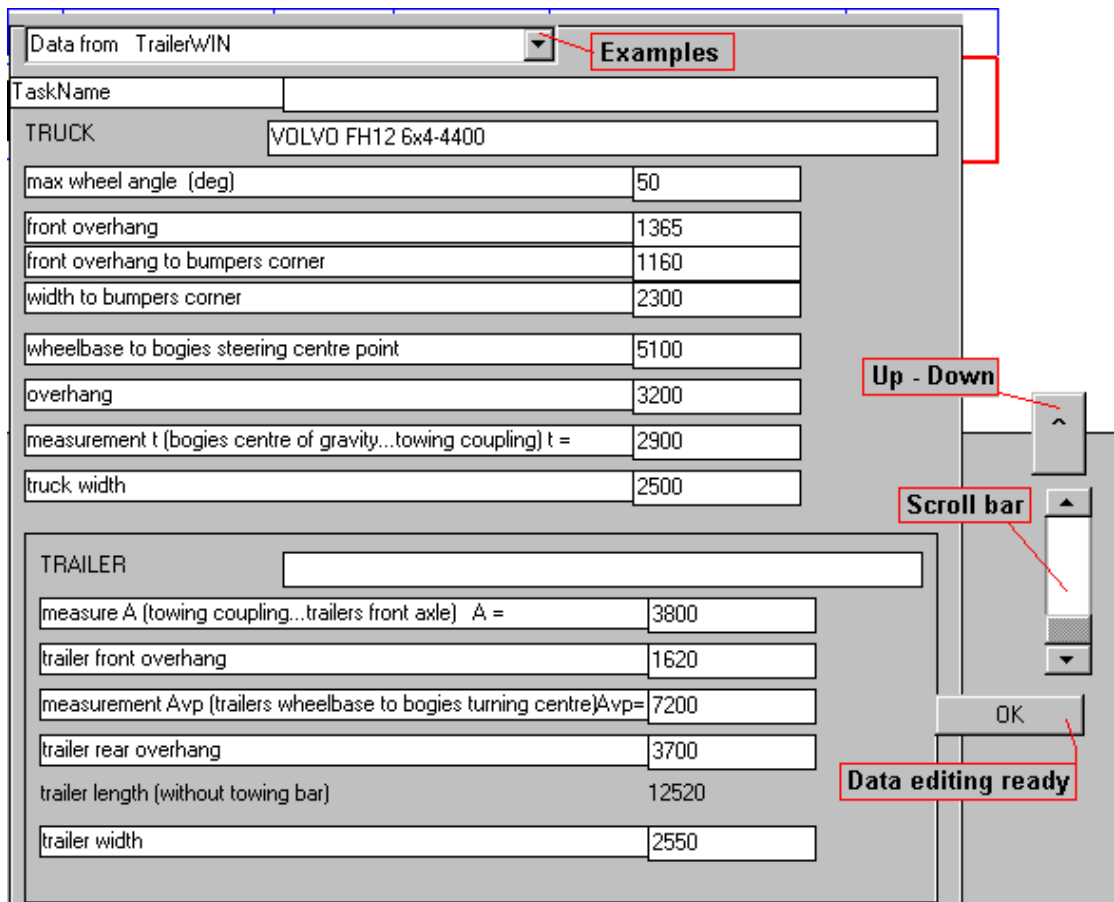 Data from TrailerWIN
Examples
TaskName
TRUCK VOLVO FH12 6x4-4400
max wheel angle (deg) 50
front overhang 1365
front overhang to bumpers corner 1160
width to bumpers corner 2300
wheelbase to bogies steering centre point 5100
Up - Down
overhang 3200
^
measurement t (bogies centre of gravity...towing coupling) t = 2900
truck width 2500
Scroll bar
TRAILER
measure A (towing coupling...trailers front axle) A = 3800
trailer front overhang 1620
measurement Avp (trailers wheelbase to bogies turning centre)Avp= 7200
OK
trailer rear overhang 3700
Data editing ready
trailer length (without towing bar) 12520
trailer width 2550